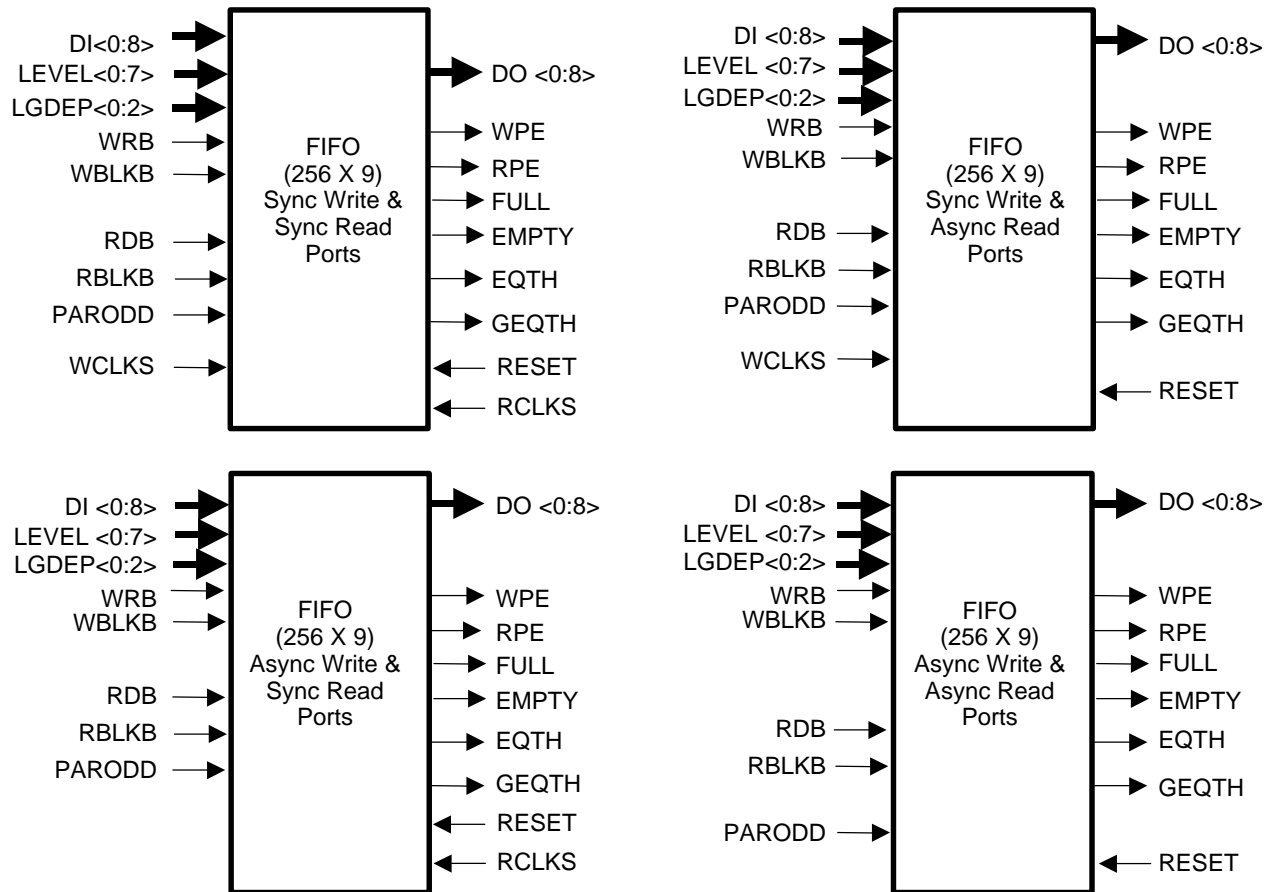 DI<0:8>
LEVEL<0:7>
LGDEP<0:2>
WRB
WBLKB
RDB
RBLKB
PARODD
WCLKS
FIFO
(256 X 9)
Sync Write &
Sync Read
Ports
DO <0:8>
WPE
RPE
FULL
EMPTY
EQTH
GEQTH
RESET
RCLKS
DI <0:8>
LEVEL <0:7>
LGDEP<0:2>
WRB
WBLKB
RDB
RBLKB
PARODD
WCLKS
FIFO
(256 X 9)
Sync Write &
Async Read
Ports
DO <0:8>
WPE
RPE
FULL
EMPTY
EQTH
GEQTH
RESET
DI <0:8>
LEVEL <0:7>
LGDEP<0:2>
WRB
WBLKB
RDB
RBLKB
PARODD
FIFO
(256 X 9)
Async Write &
Sync Read
Ports
DO <0:8>
WPE
RPE
FULL
EMPTY
EQTH
GEQTH
RESET
RCLKS
DI <0:8>
LEVEL <0:7>
LGDEP<0:2>
WRB
WBLKB
RDB
RBLKB
PARODD
FIFO
(256 X 9)
Async Write &
Async Read
Ports
DO <0:8>
WPE
RPE
FULL
EMPTY
EQTH
GEQTH
RESET